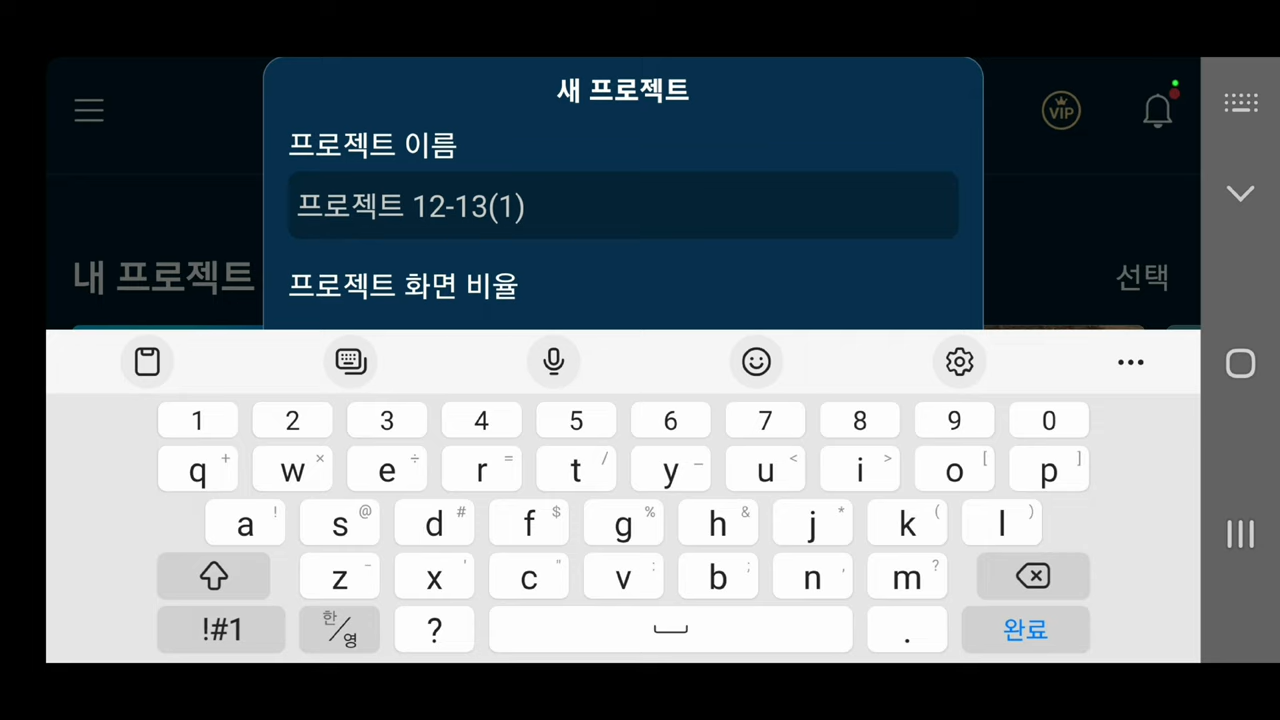 새 프로젝트
프로젝트 이름
VIP
프로젝트 12-13(1)
내 프로젝트
프로젝트 화면 비율
선택
1 2 3 4 5 6 7 8 9 0
q + w × e ÷ r = t / y _ u < i > o [ p ]
a ! s @ d # f $ g % h & j * k ( l )
z - x ' c " v : b ; n , m ?
!#1 한/영 ? . 완료